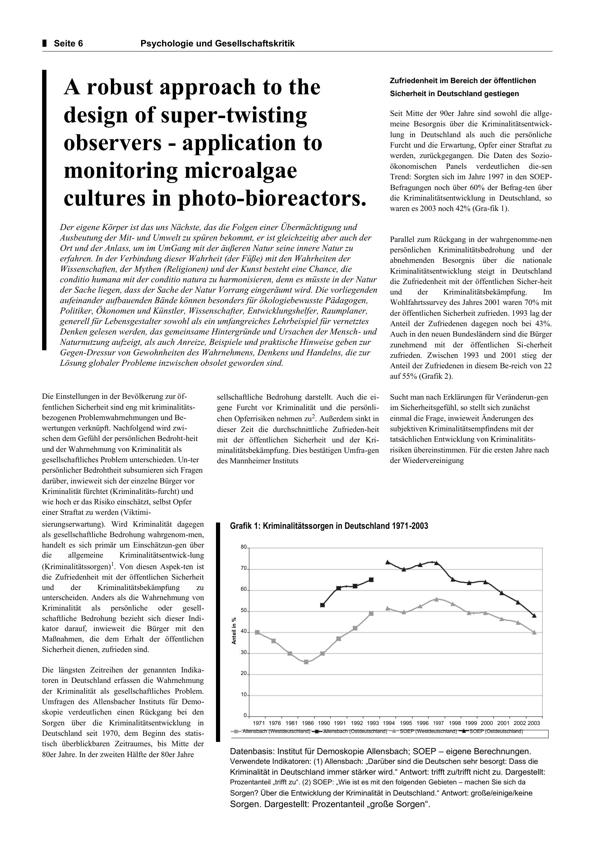 Seite 6
Psychologie und Gesellschaftskritik
A robust approach to the
design of super-twisting
observers - application to
monitoring microalgae
cultures in photo-bioreactors.
Der eigene Körper ist das uns Nächste, das die Folgen einer Übermächtigung und
Ausbeutung der Mit- und Umwelt zu spüren bekommt, er ist gleichzeitig aber auch der
Ort und der Anlass, um im UmGang mit der äußeren Natur seine innere Natur zu
erfahren. In der Verbindung dieser Wahrheit (der Füße) mit den Wahrheiten der
Wissenschaften, der Mythen (Religionen) und der Kunst besteht eine Chance, die
conditio humana mit der conditio natura zu harmonisieren, denn es müsste in der Natur
der Sache liegen, dass der Sache der Natur Vorrang eingeräumt wird. Die vorliegenden
aufeinander aufbauenden Bände können besonders für ökologiebewusste Pädagogen,
Politiker, Ökonomen und Künstler, Wissenschafter, Entwicklungshelfer, Raumplaner,
generell für Lebensgestalter sowohl als ein umfangreiches Lehrbeispiel für vernetztes
Denken gelesen werden, das gemeinsame Hintergründe und Ursachen der Mensch- und
Naturnutzung aufzeigt, als auch Anreize, Beispiele und praktische Hinweise geben zur
Gegen-Dressur von Gewohnheiten des Wahrnehmens, Denkens und Handelns, die zur
Lösung globaler Probleme inzwischen obsolet geworden sind.
Zufriedenheit im Bereich der öffentlichen
Sicherheit in Deutschland gestiegen
Seit Mitte der 90er Jahre sind sowohl die allge-
meine Besorgnis über die Kriminalitätsentwick-
lung in Deutschland als auch die persönliche
Furcht und die Erwartung, Opfer einer Straftat zu
werden, zurückgegangen. Die Daten des Sozio-
ökonomischen Panels verdeutlichen die-sen
Trend: Sorgten sich im Jahre 1997 in den SOEP-
Befragungen noch über 60% der Befrag-ten über
die Kriminalitätsentwicklung in Deutschland, so
waren es 2003 noch 42% (Gra-fik 1).
Parallel zum Rückgang in der wahrgenomme-nen
persönlichen Kriminalitätsbedrohung und der
abnehmenden Besorgnis über die nationale
Kriminalitätsentwicklung steigt in Deutschland
die Zufriedenheit mit der öffentlichen Sicher-heit
und der Kriminalitätsbekämpfung. Im
Wohlfahrtssurvey des Jahres 2001 waren 70% mit
der öffentlichen Sicherheit zufrieden. 1993 lag der
Anteil der Zufriedenen dagegen noch bei 43%.
Auch in den neuen Bundesländern sind die Bürger
zunehmend mit der öffentlichen Si-cherheit
zufrieden. Zwischen 1993 und 2001 stieg der
Anteil der Zufriedenen in diesem Be-reich von 22
auf 55% (Grafik 2).
Die Einstellungen in der Bevölkerung zur öf-
fentlichen Sicherheit sind eng mit kriminalitäts-
bezogenen Problemwahrnehmungen und Be-
wertungen verknüpft. Nachfolgend wird zwi-
schen dem Gefühl der persönlichen Bedroht-heit
und der Wahrnehmung von Kriminalität als
gesellschaftliches Problem unterschieden. Un-ter
persönlicher Bedrohtheit subsumieren sich Fragen
darüber, inwieweit sich der einzelne Bürger vor
Kriminalität fürchtet (Kriminalitäts-furcht) und
wie hoch er das Risiko einschätzt, selbst Opfer
einer Straftat zu werden (Viktimi-
sierungserwartung). Wird Kriminalität dagegen
als gesellschaftliche Bedrohung wahrgenom-men,
handelt es sich primär um Einschätzun-gen über
die allgemeine Kriminalitätsentwick-lung
(Kriminalitätssorgen)1. Von diesen Aspek-ten ist
die Zufriedenheit mit der öffentlichen Sicherheit
und der Kriminalitätsbekämpfung zu
unterscheiden. Anders als die Wahrnehmung von
Kriminalität als persönliche oder gesell-
schaftliche Bedrohung bezieht sich dieser Indi-
kator darauf, inwieweit die Bürger mit den
Maßnahmen, die dem Erhalt der öffentlichen
Sicherheit dienen, zufrieden sind.
Die längsten Zeitreihen der genannten Indika-
toren in Deutschland erfassen die Wahrnehmung
der Kriminalität als gesellschaftliches Problem.
Umfragen des Allensbacher Instituts für Demo-
skopie verdeutlichen einen Rückgang bei den
Sorgen über die Kriminalitätsentwicklung in
Deutschland seit 1970, dem Beginn des statis-
tisch überblickbaren Zeitraumes, bis Mitte der
80er Jahre. In der zweiten Hälfte der 80er Jahre
sellschaftliche Bedrohung darstellt. Auch die ei-
gene Furcht vor Kriminalität und die persönli-
chen Opferrisiken nehmen zu2. Außerdem sinkt in
dieser Zeit die durchschnittliche Zufrieden-heit
mit der öffentlichen Sicherheit und der Kri-
minalitätsbekämpfung. Dies bestätigen Umfra-gen
des Mannheimer Instituts
Sucht man nach Erklärungen für Veränderun-gen
im Sicherheitsgefühl, so stellt sich zunächst
einmal die Frage, inwieweit Änderungen des
subjektiven Kriminalitätsempfindens mit der
tatsächlichen Entwicklung von Kriminalitäts-
risiken übereinstimmen. Für die ersten Jahre nach
der Wiedervereinigung
Grafik 1: Kriminalitätssorgen in Deutschland 1971-2003
Anteil in %
80
70
60
50
40
30
20
10
0
1971 1976 1981 1986 1990 1991 1992 1993 1994 1995 1996 1997 1998 1999 2000 2001 2002 2003
Allensbach (Westdeutschland) Allensbach (Ostdeutschland) SOEP (Westdeutschland) SOEP (Ostdeutschland)
Datenbasis: Institut für Demoskopie Allensbach; SOEP – eigene Berechnungen.
Verwendete Indikatoren: (1) Allensbach: „Darüber sind die Deutschen sehr besorgt: Dass die
Kriminalität in Deutschland immer stärker wird.“ Antwort: trifft zu/trifft nicht zu. Dargestellt:
Prozentanteil „trifft zu“. (2) SOEP: „Wie ist es mit den folgenden Gebieten – machen Sie sich da
Sorgen? Über die Entwicklung der Kriminalität in Deutschland.“ Antwort: große/einige/keine
Sorgen. Dargestellt: Prozentanteil „große Sorgen“.